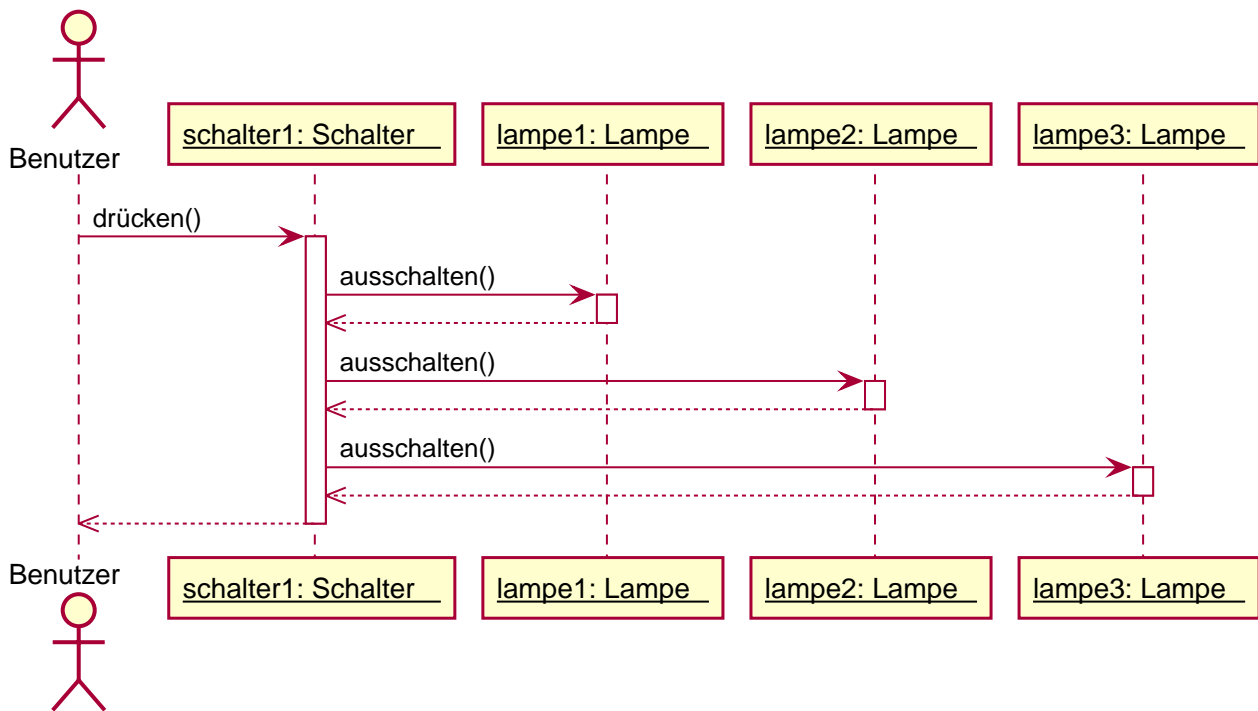 Benutzer
schalter1: Schalter
lampe1: Lampe
lampe2: Lampe
lampe3: Lampe
drücken()
ausschalten()
ausschalten()
ausschalten()
Benutzer
schalter1: Schalter
lampe1: Lampe
lampe2: Lampe
lampe3: Lampe